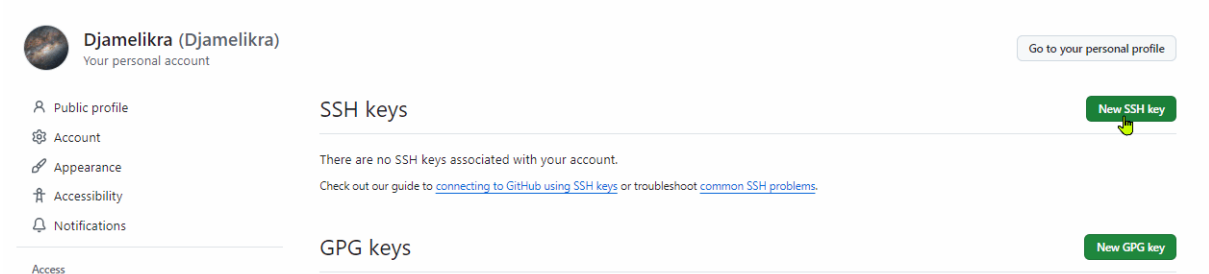 Djamelikra (Djamelikra)
Your personal account
Go to your personal profile
Public profile
Account
Appearance
Accessibility
Notifications
Access
SSH keys
New SSH key
There are no SSH keys associated with your account.
Check out our guide to connecting to GitHub using SSH keys or troubleshoot common SSH problems.
GPG keys
New GPG key